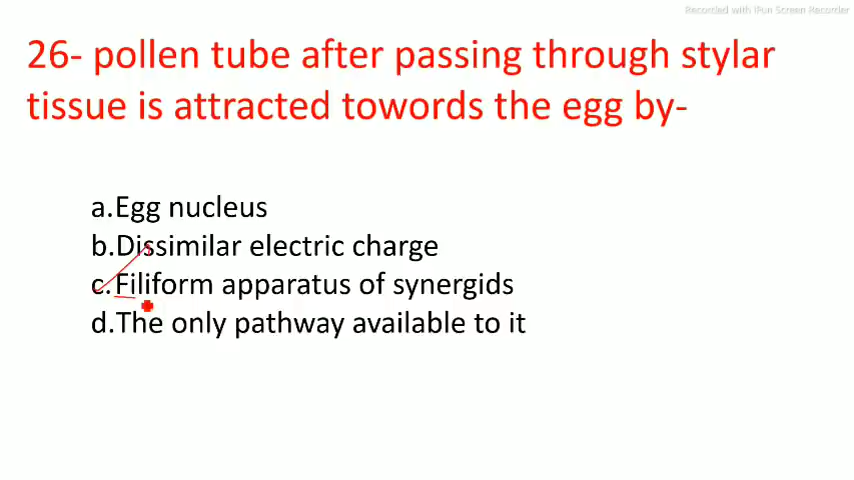 Recorded with iFun Screen Recorder
26- pollen tube after passing through stylar
tissue is attracted towords the egg by-
a.Egg nucleus
b.Dissimilar electric charge
c.Filiform apparatus of synergids
d.The only pathway available to it